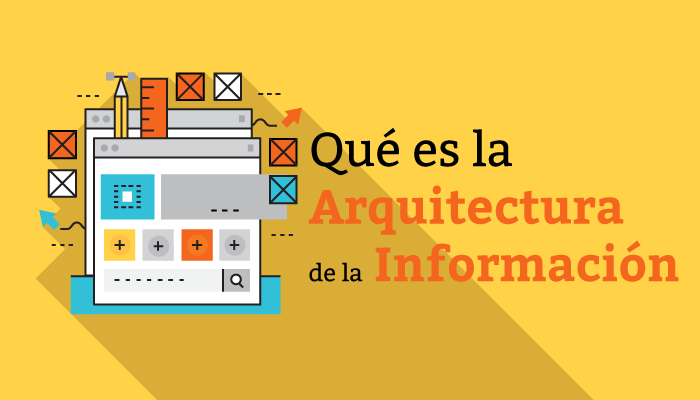 Qué es la
Arquitectura
de la Información